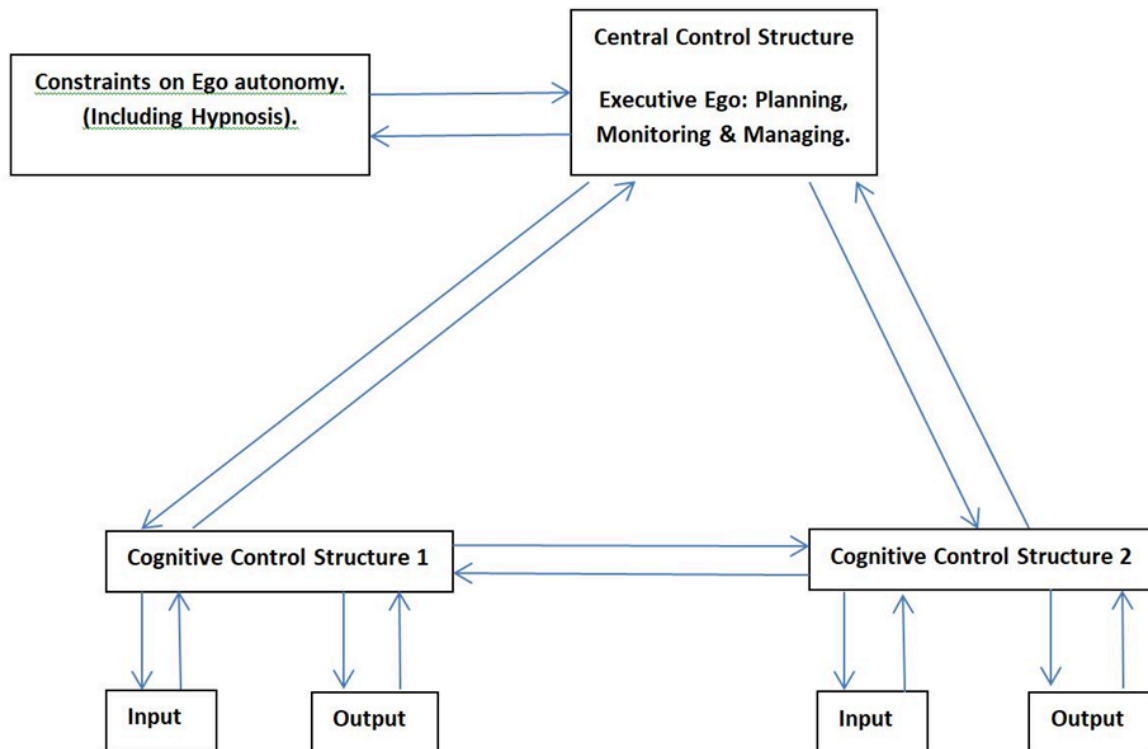 Central Control Structure
Executive Ego: Planning,
Monitoring & Managing.
Constraints on Ego autonomy.
(Including Hypnosis).
Cognitive Control Structure 1
Cognitive Control Structure 2
Input
Output
Input
Output